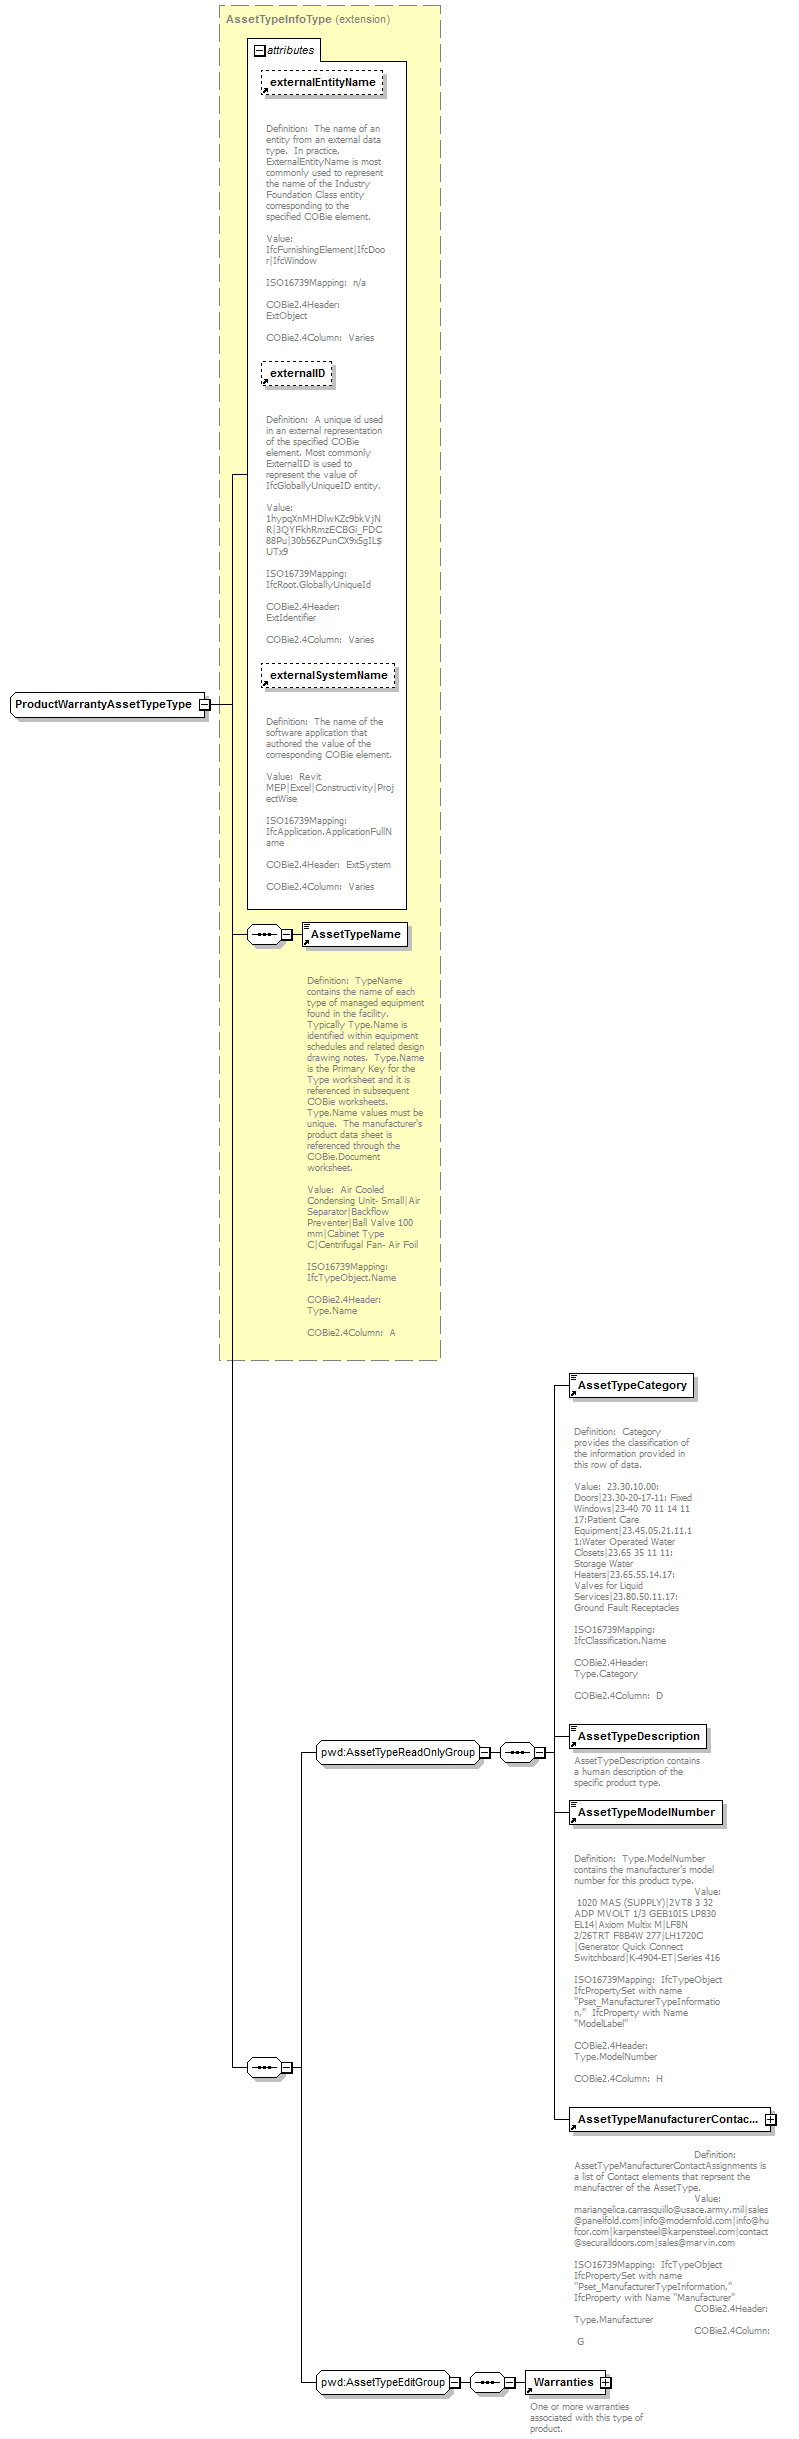 AssetTypeInfoType (extension)
attributes
externalEntityName
Definition:  The name of an
entity from an external data
type.  In practice,
ExternalEntityName is most
commonly used to represent
the name of the Industry
Foundation Class entity
corresponding to the
specified COBie element.
Value:
IfcFurnishingElement|IfcDoo
r|IfcWindow
ISO16739Mapping:  n/a
COBie2.4Header:
ExtObject
COBie2.4Column:  Varies
externalID
Definition:  A unique id used
in an external representation
of the specified COBie
element. Most commonly
ExternalID is used to
represent the value of
IfcGloballyUniqueID entity.
Value:
1hypqXnMHDlwKZc9bkVjN
R|3QYFkhRmzECBGi_FDC
88Pu|30b56ZPunCX9x5gIL$
UTx9
ISO16739Mapping:
IfcRoot.GloballyUniqueId
COBie2.4Header:
ExtIdentifier
COBie2.4Column:  Varies
externalSystemName
ProductWarrantyAssetTypeType
Definition:  The name of the
software application that
authored the value of the
corresponding COBie element.
Value:  Revit
MEP|Excel|Constructivity|Proj
ectWise
ISO16739Mapping:
IfcApplication.ApplicationFullN
ame
COBie2.4Header:  ExtSystem
COBie2.4Column:  Varies
AssetTypeName
Definition:  TypeName
contains the name of each
type of managed equipment
found in the facility.
Typically Type.Name is
identified within equipment
schedules and related design
drawing notes.  Type.Name
is the Primary Key for the
Type worksheet and it is
referenced in subsequent
COBie worksheets.
Type.Name values must be
unique.  The manufacturer's
product data sheet is
referenced through the
COBie.Document
worksheet.
Value:  Air Cooled
Condensing Unit- Small|Air
Separator|Backflow
Preventer|Ball Valve 100
mm|Cabinet Type
C|Centrifugal Fan- Air Foil
ISO16739Mapping:
IfcTypeObject.Name
COBie2.4Header:
Type.Name
COBie2.4Column:  A
AssetTypeCategory
Definition:  Category
provides the classification of
the information provided in
this row of data.
Value:  23.30.10.00:
Doors|23.30-20-17-11: Fixed
Windows|23-40 70 11 14 11
17:Patient Care
Equipment|23.45.05.21.11.1
1:Water Operated Water
Closets|23.65 35 11 11:
Storage Water
Heaters|23.65.55.14.17:
Valves for Liquid
Services|23.80.50.11.17:
Ground Fault Receptacles
ISO16739Mapping:
IfcClassification.Name
COBie2.4Header:
Type.Category
COBie2.4Column:  D
AssetTypeDescription
pwd:AssetTypeReadOnlyGroup
AssetTypeDescription contains
a human description of the
specific product type.
AssetTypeModelNumber
Definition:  Type.ModelNumber
contains the manufacturer's model
number for this product type.
Value:
1020 MAS (SUPPLY)|2VT8 3 32
ADP MVOLT 1/3 GEB10IS LP830
EL14|Axiom Multix M|LF8N
2/26TRT F8B4W 277|LH1720C
|Generator Quick Connect
Switchboard|K-4904-ET|Series 416
ISO16739Mapping:  IfcTypeObject
IfcPropertySet with name
"Pset_ManufacturerTypeInformatio
n,"  IfcProperty with Name
"ModelLabel"
COBie2.4Header:
Type.ModelNumber
COBie2.4Column:  H
AssetTypeManufacturerContac...
Definition:
AssetTypeManufacturerContactAssignments is
a list of Contact elements that reprsent the
manufactrer of the AssetType.
Value:
mariangelica.carrasquillo@usace.army.mil|sales
@panelfold.com|info@modernfold.com|info@hu
fcor.com|karpensteel@karpensteel.com|contact
@securalldoors.com|sales@marvin.com
ISO16739Mapping:  IfcTypeObject
IfcPropertySet with name
"Pset_ManufacturerTypeInformation,"
IfcProperty with Name "Manufacturer"
COBie2.4Header:
Type.Manufacturer
COBie2.4Column:
G
pwd:AssetTypeEditGroup
Warranties
One or more warranties
associated with this type of
product.